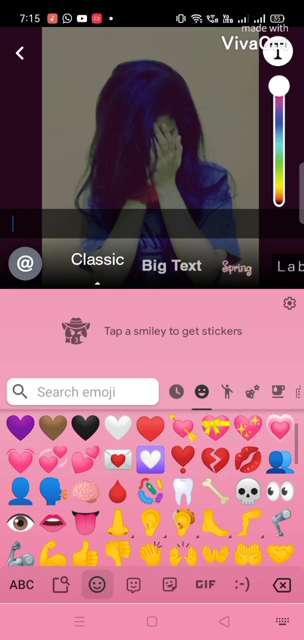 7:15
made with
VivaCut
T
@
Classic
Big Text
Spring
Lab
Tap a smiley to get stickers
Search emoji
ABC
GIF
:-)